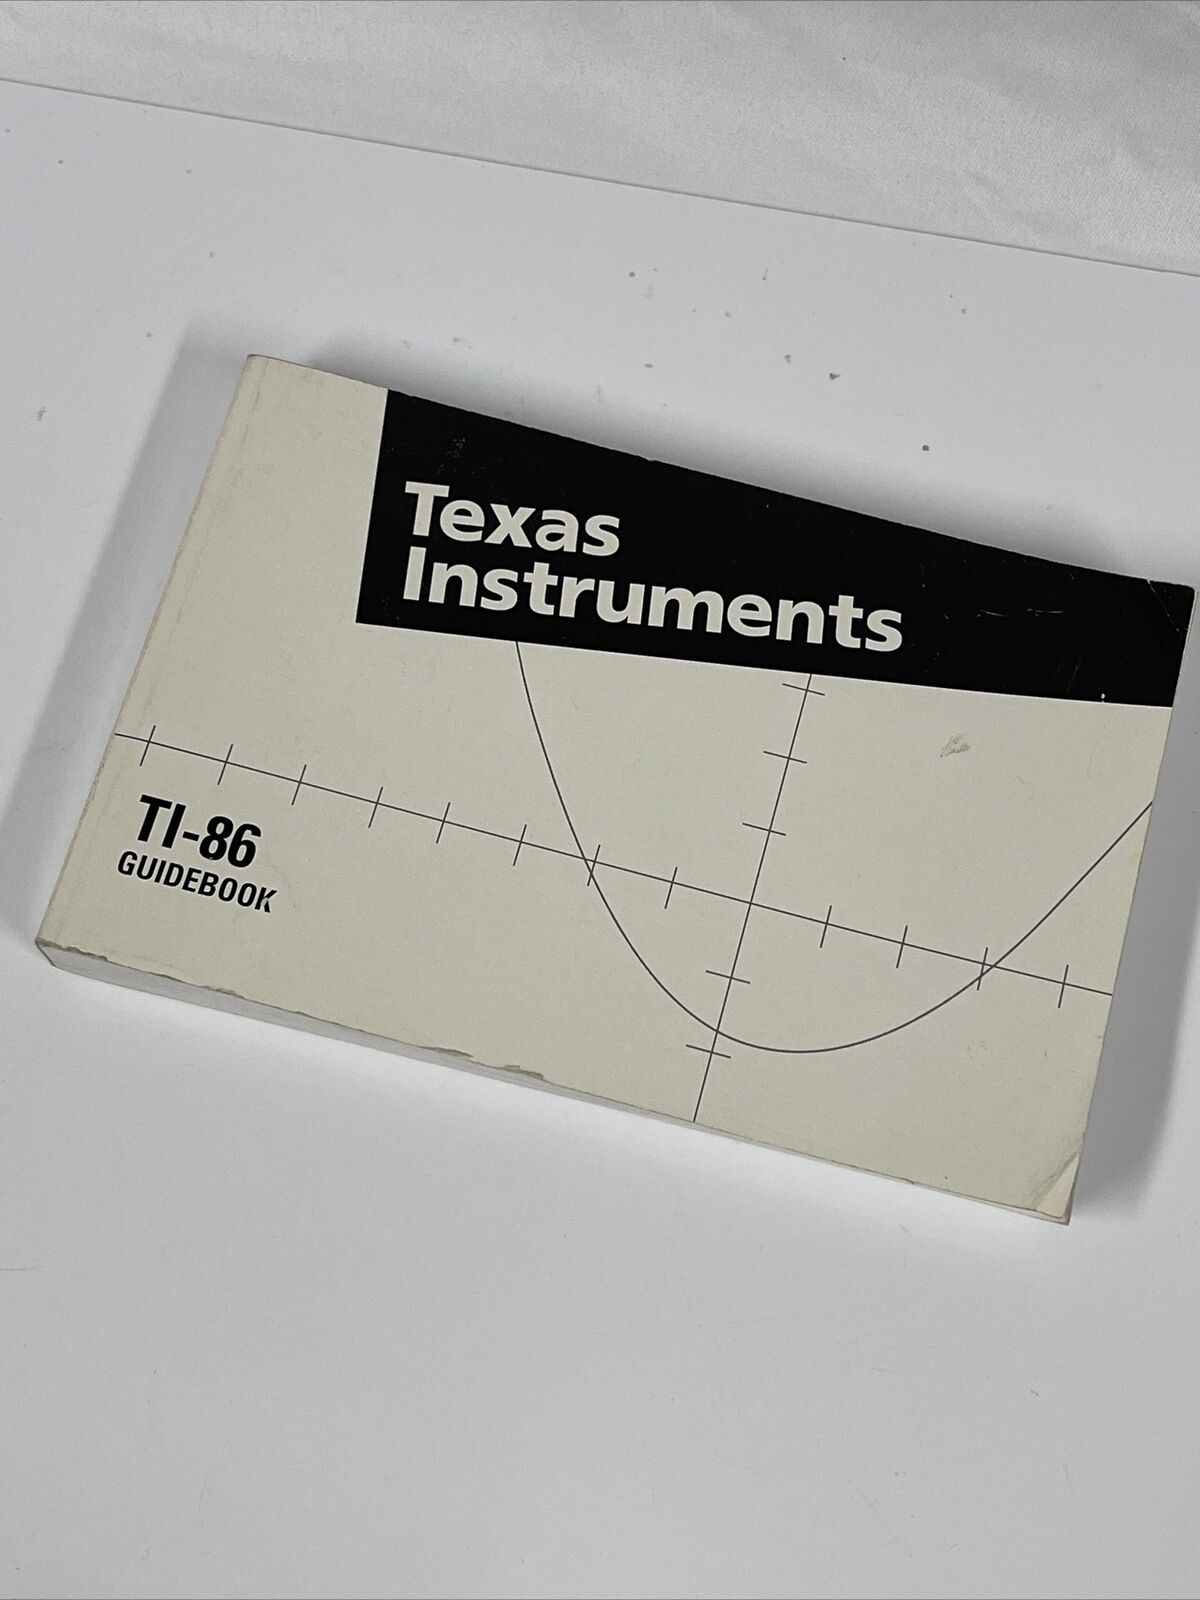 Texas
Instruments
TI-86
GUIDEBOOK